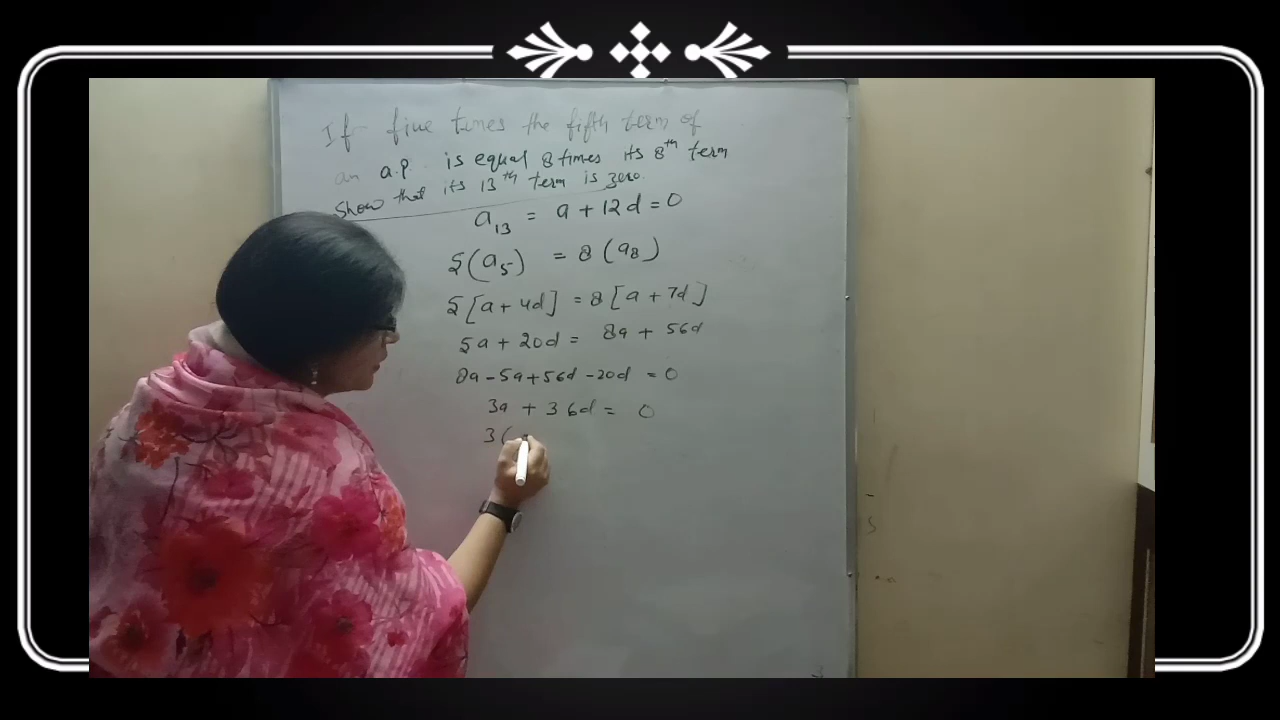 If five times the fifth term of
an a.p. is equal 8 times its 8th term
Show that its 13th term is zero.
a13 = a + 12d = 0
5(a5) = 8(a8)
5[a + 4d] = 8[a + 7d]
5a + 20d = 8a + 56d
8a - 5a + 56d - 20d = 0
3a + 36d = 0
3(